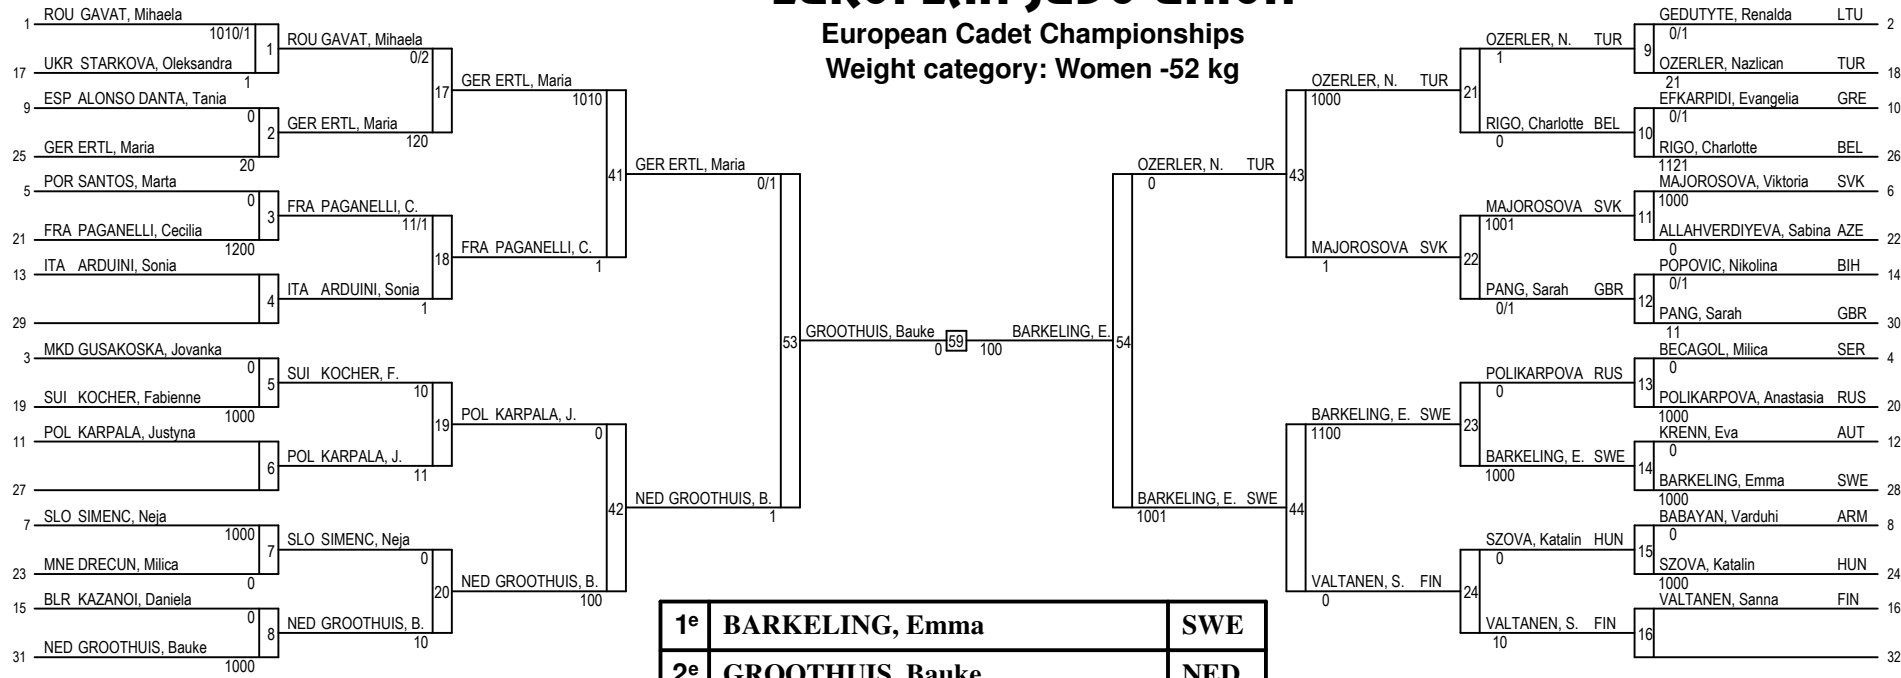 European Judo Union
European Cadet Championships
Weight category: Women -52 kg
1 ROU GAVAT, Mihaela
1010/1
1
17 UKR STARKOVA, Oleksandra
1
ROU GAVAT, Mihaela
0/2
9 ESP ALONSO DANTA, Tania
0
2
25 GER ERTL, Maria
20
GER ERTL, Maria
120
17
GER ERTL, Maria
1010
5 POR SANTOS, Marta
0
3
21 FRA PAGANELLI, Cecilia
1200
FRA PAGANELLI, C.
11/1
13 ITA ARDUINI, Sonia
4
29
ITA ARDUINI, Sonia
1
18
FRA PAGANELLI, C.
1
41
GER ERTL, Maria
0/1
3 MKD GUSAKOSKA, Jovanka
0
5
19 SUI KOCHER, Fabienne
1000
SUI KOCHER, F.
10
11 POL KARPALA, Justyna
6
27
POL KARPALA, J.
11
19
POL KARPALA, J.
0
7 SLO SIMENC, Neja
1000
7
23 MNE DRECUN, Milica
0
SLO SIMENC, Neja
0
15 BLR KAZANOI, Daniela
0
8
31 NED GROOTHUIS, Bauke
1000
NED GROOTHUIS, B.
10
20
NED GROOTHUIS, B.
100
42
NED GROOTHUIS, B.
1
53
GROOTHUIS, Bauke
0 59 100
BARKELING, E.
54
OZERLER, N. TUR
0
43
OZERLER, N. TUR
1000
21
OZERLER, N. TUR
1
9
GEDUTYTE, Renalda LTU 2
0/1
OZERLER, Nazlican TUR 18
21
RIGO, Charlotte BEL
0
10
EFKARPIDI, Evangelia GRE 10
0/1
RIGO, Charlotte BEL 26
1121
MAJOROSOVA SVK
1
22
MAJOROSOVA SVK
1001
11
MAJOROSOVA, Viktoria SVK 6
1000
ALLAHVERDIYEVA, Sabina AZE 22
0
PANG, Sarah GBR
0/1
12
POPOVIC, Nikolina BIH 14
0/1
PANG, Sarah GBR 30
11
BARKELING, E. SWE
1001
44
BARKELING, E. SWE
1100
23
POLIKARPOVA RUS
0
13
BECAGOL, Milica SER 4
0
POLIKARPOVA, Anastasia RUS 20
1000
BARKELING, E. SWE
1000
14
KRENN, Eva AUT 12
0
BARKELING, Emma SWE 28
1000
VALTANEN, S. FIN
0
24
SZOVA, Katalin HUN
0
15
BABAYAN, Varduhi ARM 8
0
SZOVA, Katalin HUN 24
1000
VALTANEN, S. FIN
10
16
VALTANEN, Sanna FIN 16
32
1e BARKELING, Emma SWE
2e GROOTHUIS, Bauke NED